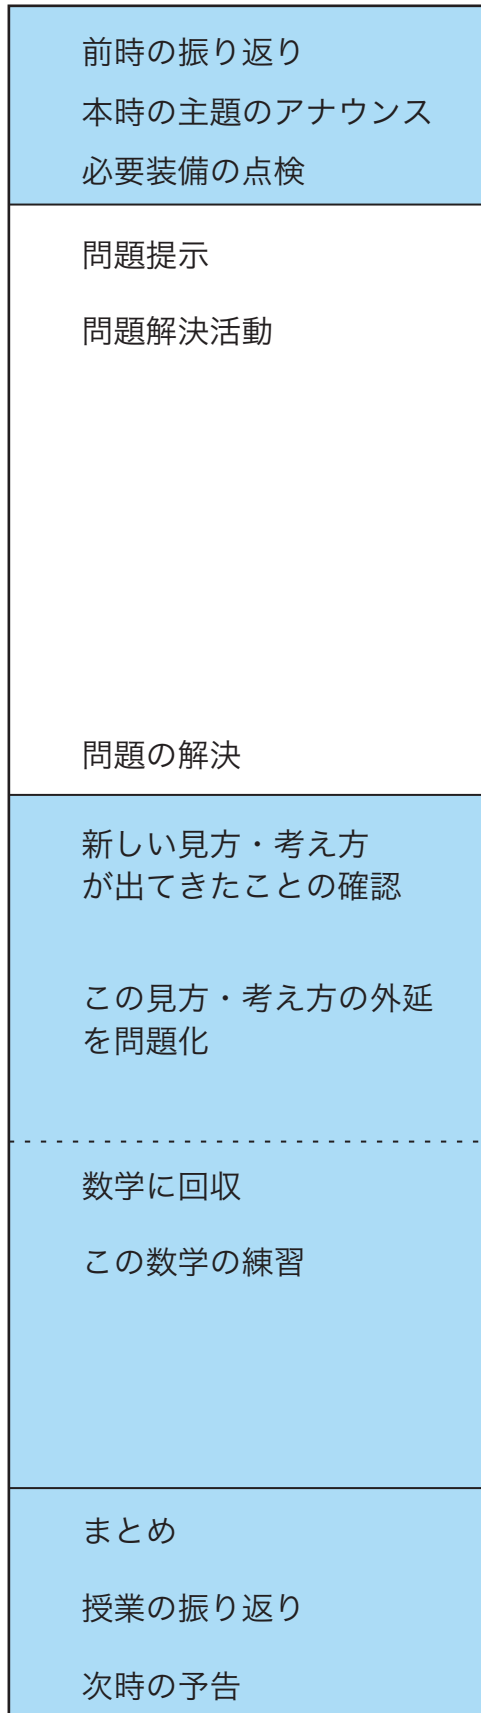 前時の振り返り
本時の主題のアナウンス
必要装備の点検
問題提示
問題解決活動
問題の解決
新しい見方・考え方
が出てきたことの確認
この見方・考え方の外延
を問題化
数学に回収
この数学の練習
まとめ
授業の振り返り
次時の予告